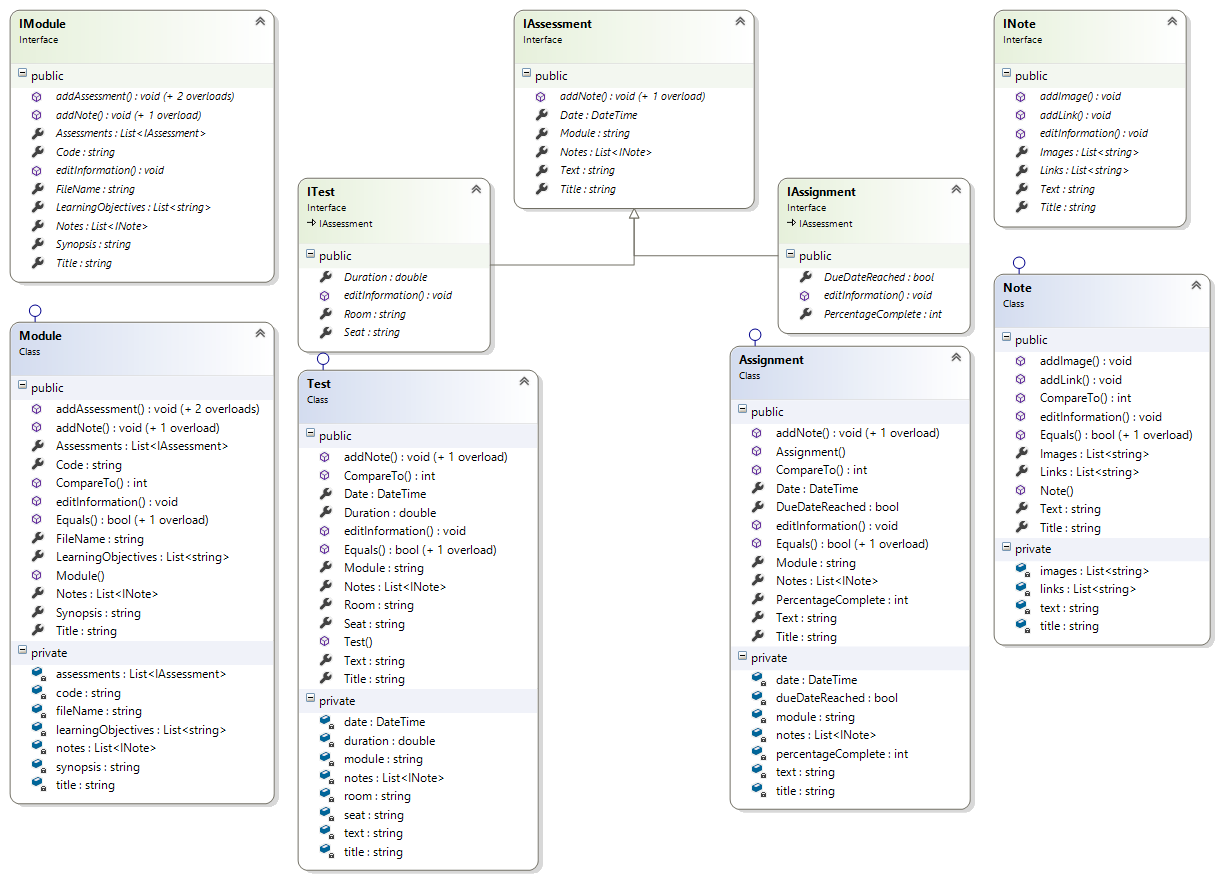 IModule
Interface
public
addAssessment() : void (+ 2 overloads)
addNote() : void (+ 1 overload)
Assessments : List<IAssessment>
Code : string
editInformation() : void
FileName : string
LearningObjectives : List<string>
Notes : List<INote>
Synopsis : string
Title : string
Module
Class
public
addAssessment() : void (+ 2 overloads)
addNote() : void (+ 1 overload)
Assessments : List<IAssessment>
Code : string
CompareTo() : int
editInformation() : void
Equals() : bool (+ 1 overload)
FileName : string
LearningObjectives : List<string>
Module()
Notes : List<INote>
Synopsis : string
Title : string
private
assessments : List<IAssessment>
code : string
fileName : string
learningObjectives : List<string>
notes : List<INote>
synopsis : string
title : string
IAssessment
Interface
public
addNote() : void (+ 1 overload)
Date : DateTime
Module : string
Notes : List<INote>
Text : string
Title : string
ITest
Interface
IAssessment
public
Duration : double
editInformation() : void
Room : string
Seat : string
Test
Class
public
addNote() : void (+ 1 overload)
CompareTo() : int
Date : DateTime
Duration : double
editInformation() : void
Equals() : bool (+ 1 overload)
Module : string
Notes : List<INote>
Room : string
Seat : string
Test()
Text : string
Title : string
private
date : DateTime
duration : double
module : string
notes : List<INote>
room : string
seat : string
text : string
title : string
IAssignment
Interface
IAssessment
public
DueDateReached : bool
editInformation() : void
PercentageComplete : int
Assignment
Class
public
addNote() : void (+ 1 overload)
Assignment()
CompareTo() : int
Date : DateTime
DueDateReached : bool
editInformation() : void
Equals() : bool (+ 1 overload)
Module : string
Notes : List<INote>
PercentageComplete : int
Text : string
Title : string
private
date : DateTime
dueDateReached : bool
module : string
notes : List<INote>
percentageComplete : int
text : string
title : string
INote
Interface
public
addImage() : void
addLink() : void
editInformation() : void
Images : List<string>
Links : List<string>
Text : string
Title : string
Note
Class
public
addImage() : void
addLink() : void
CompareTo() : int
editInformation() : void
Equals() : bool (+ 1 overload)
Images : List<string>
Links : List<string>
Note()
Text : string
Title : string
private
images : List<string>
links : List<string>
text : string
title : string